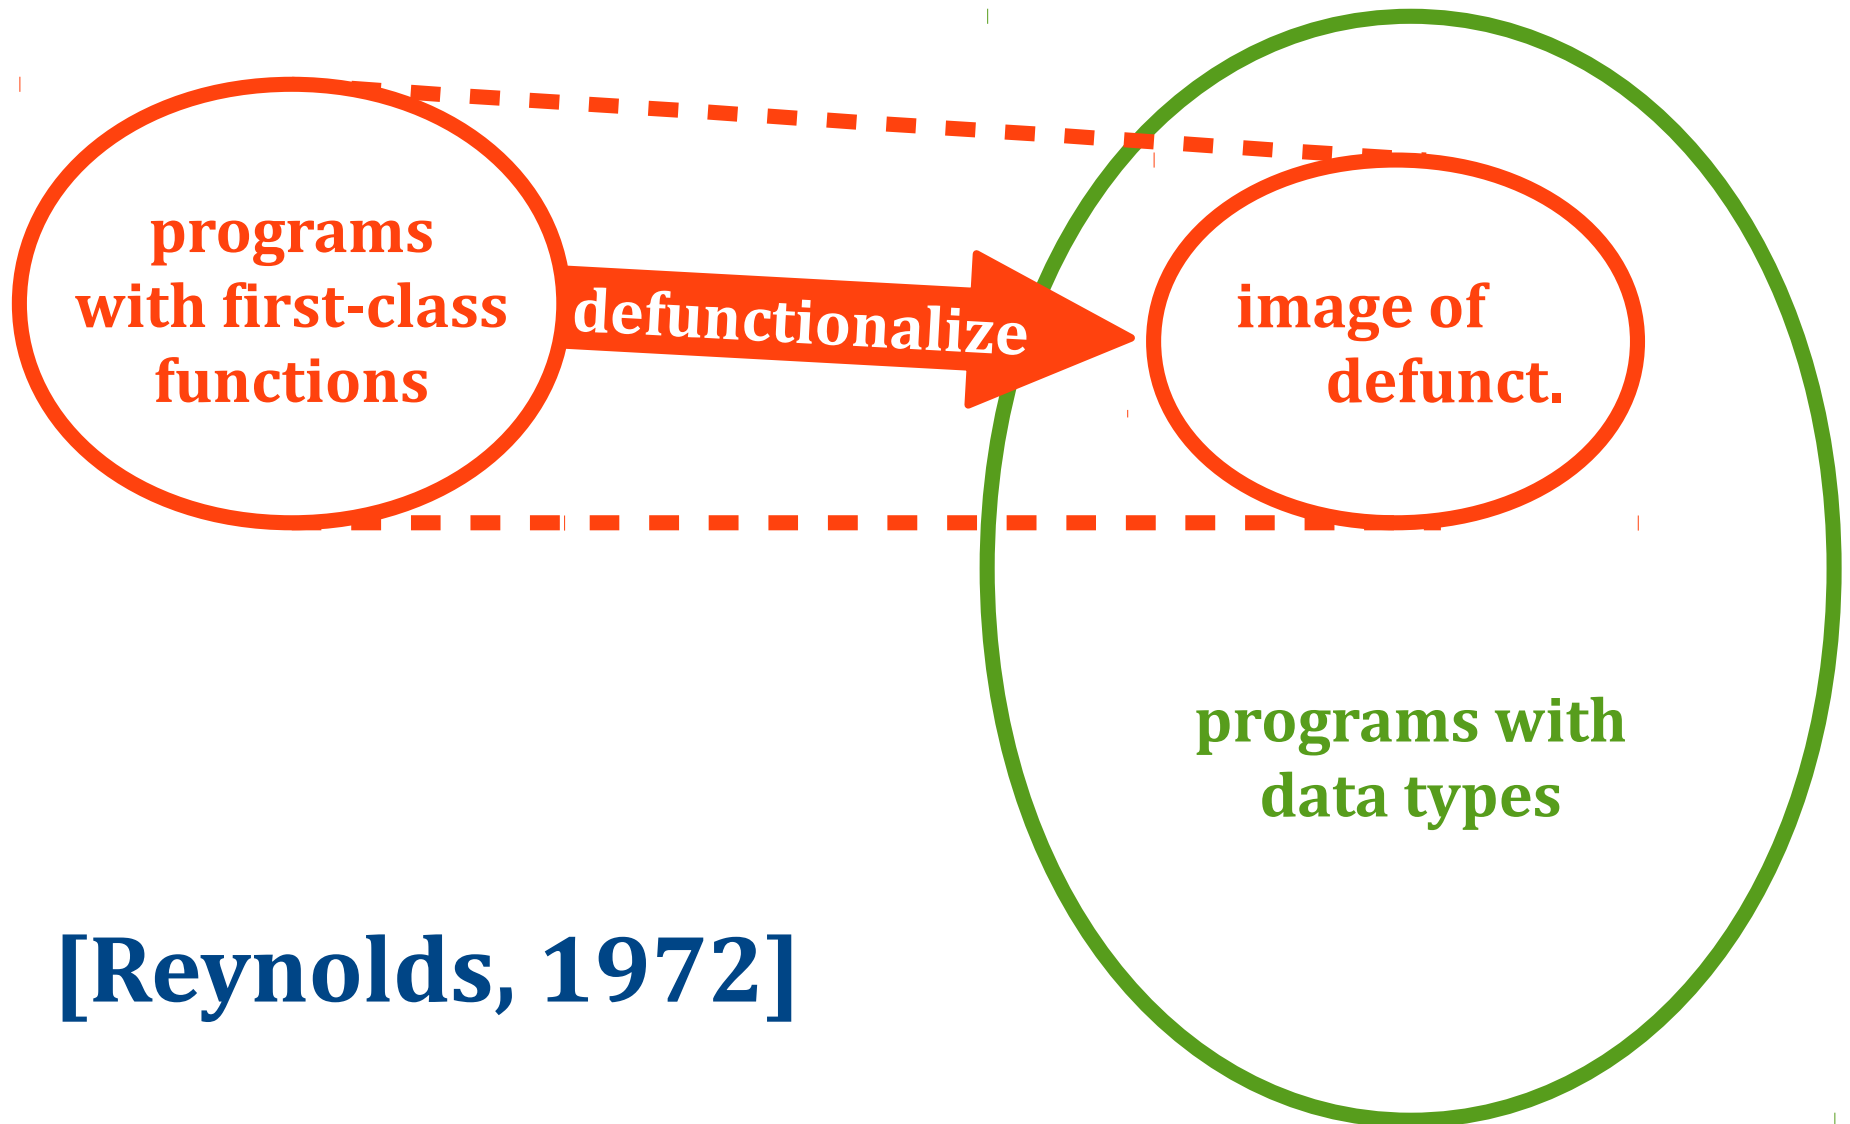 programs
with first-class
functions
defunctionalize
image of
defunct.
programs with
data types
[Reynolds, 1972]